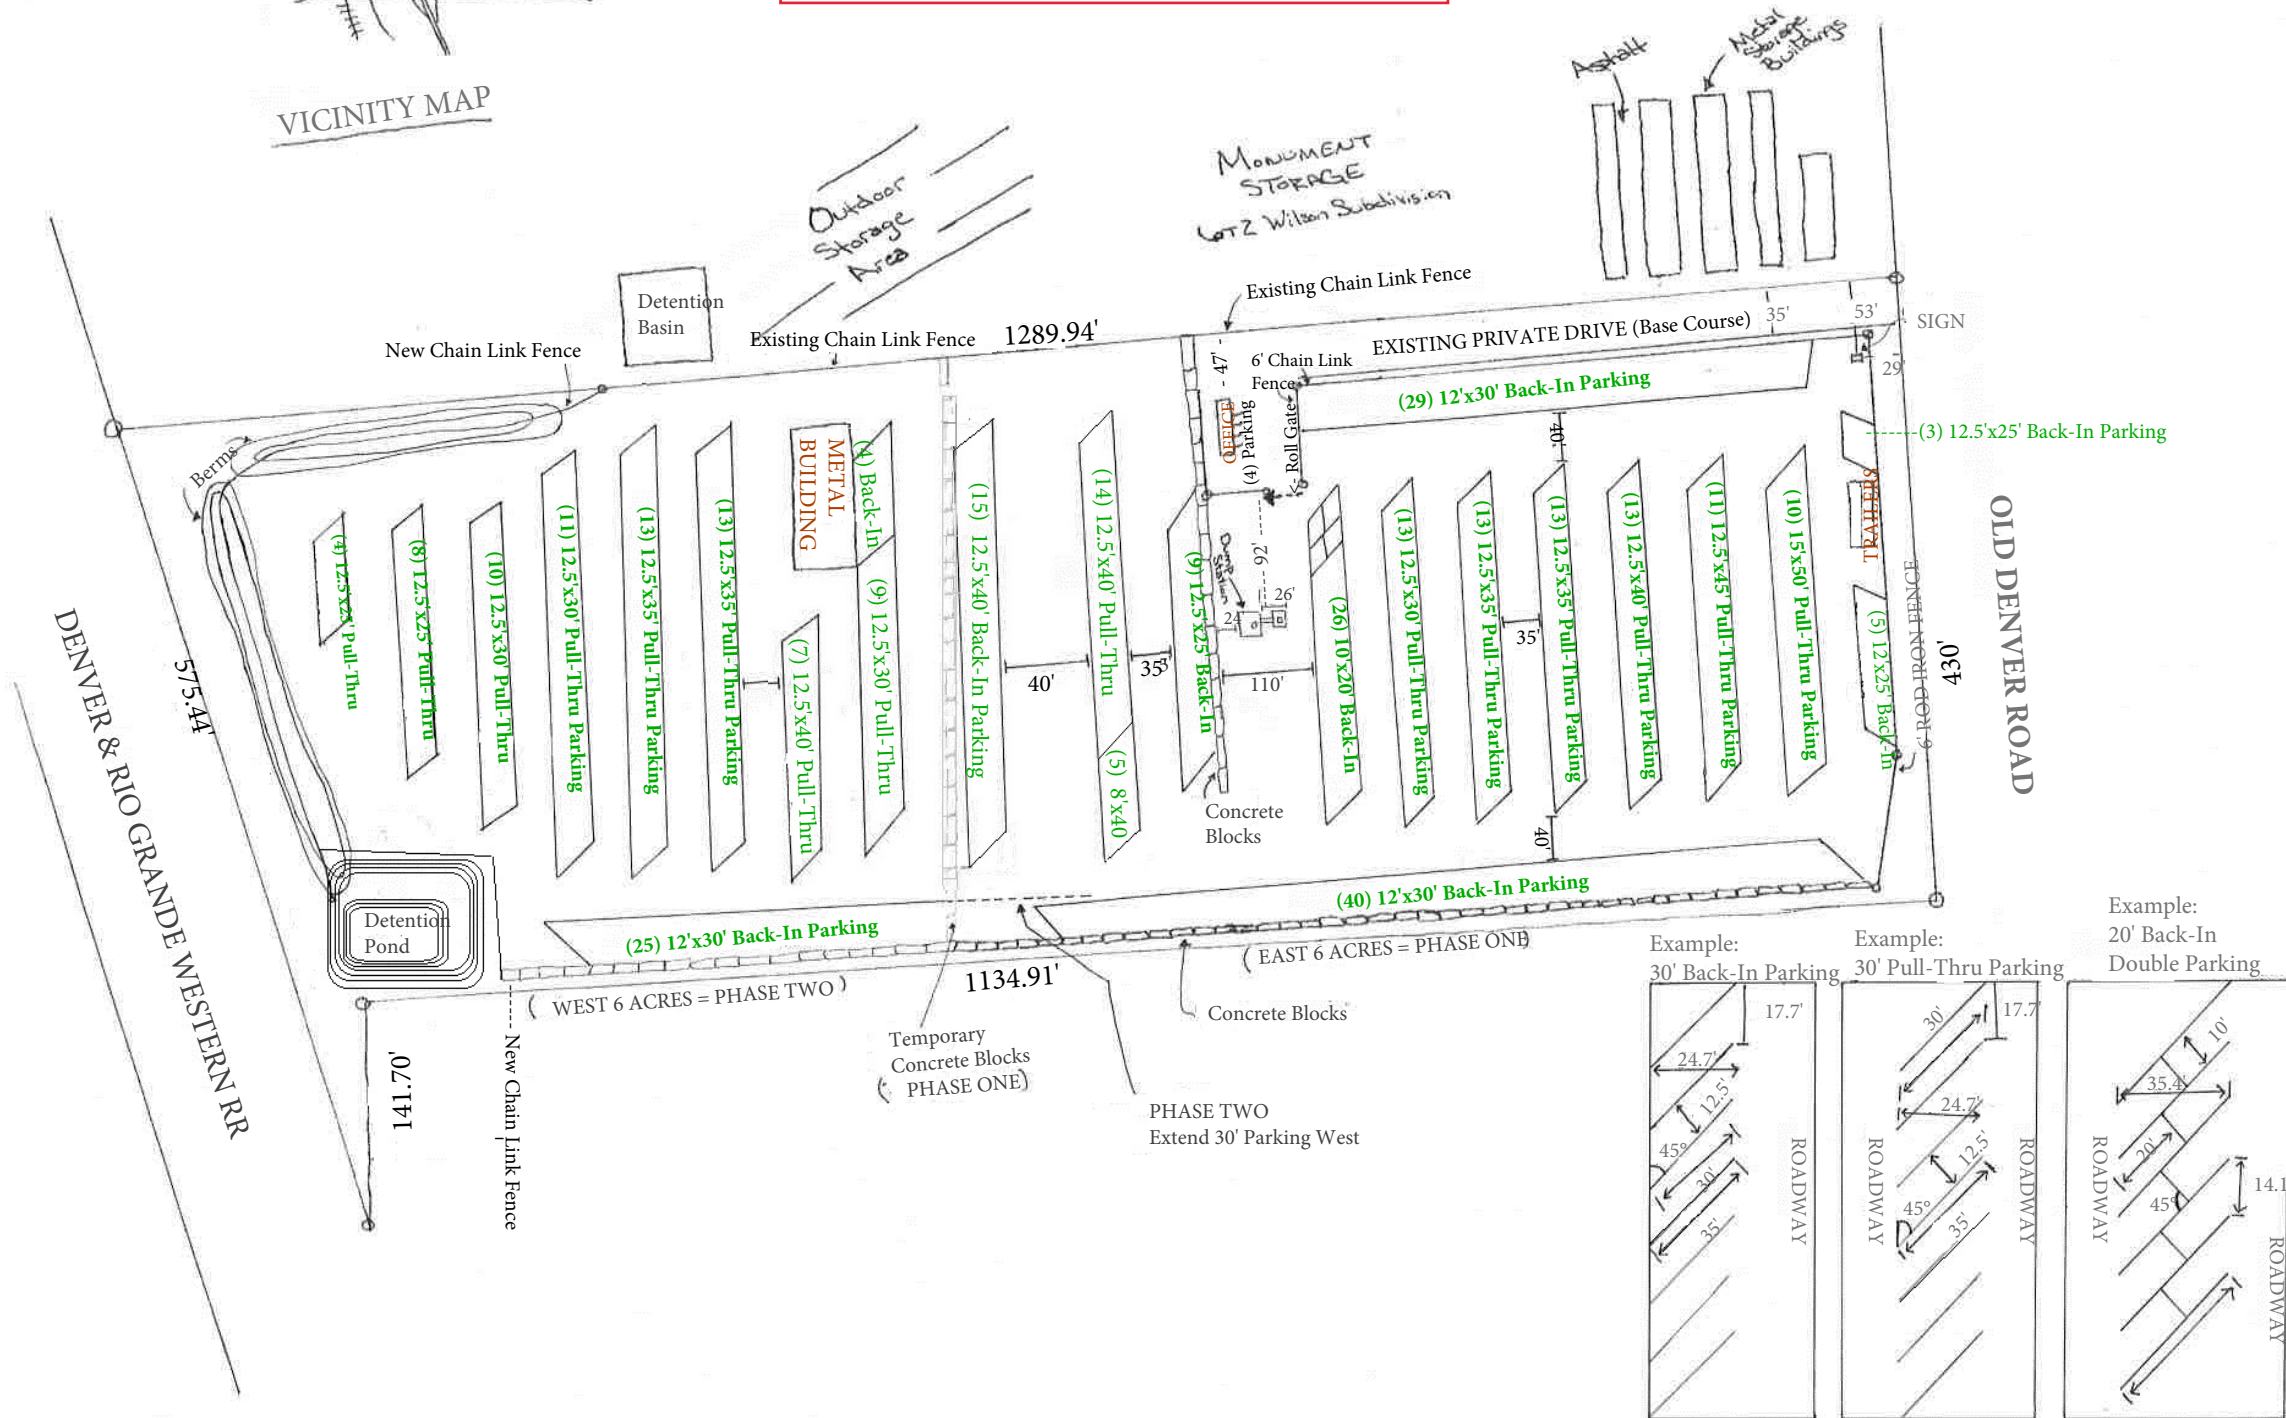 VICINITY MAP
Asphalt
Metal
Storage
Buildings
MONUMENT
STORAGE
LOT 2 Wilson Subdivision
Outdoor
Storage
Area
Detention
Basin
New Chain Link Fence
Existing Chain Link Fence
1289.94'
Existing Chain Link Fence
EXISTING PRIVATE DRIVE (Base Course)
35'
53'
SIGN
29'
47'
6' Chain Link
Fence
OFFICE
(4) Parking
<- Roll Gate
(29) 12'x30' Back-In Parking
40'
(3) 12.5'x25' Back-In Parking
TRAILERS
Berms
(4) 12.5'x25' Pull-Thru
(8) 12.5'x25' Pull-Thru
(10) 12.5'x30' Pull-Thru
(11) 12.5'x30' Pull-Thru Parking
(13) 12.5'x35' Pull-Thru Parking
(13) 12.5'x35' Pull-Thru Parking
METAL
BUILDING
(4) Back-In
(7) 12.5'x40' Pull-Thru
(9) 12.5'x30' Pull-Thru
(15) 12.5'x40' Back-In Parking
40'
(14) 12.5'x40' Pull-Thru
(5) 8'x40
35'
(9) 12.5'x25' Back-In
Dump
Station
92'
26'
24'
110'
(26) 10'x20' Back-In
(13) 12.5'x30' Pull-Thru Parking
(13) 12.5'x35' Pull-Thru Parking
35'
(13) 12.5'x35' Pull-Thru Parking
(13) 12.5'x40' Pull-Thru Parking
(11) 12.5'x45' Pull-Thru Parking
(10) 15'x50' Pull-Thru Parking
(5) 12'x25' Back-In
6' ROD IRON FENCE
430'
OLD DENVER ROAD
DENVER & RIO GRANDE WESTERN RR
575.44'
Concrete
Blocks
40'
Detention
Pond
(25) 12'x30' Back-In Parking
(40) 12'x30' Back-In Parking
( EAST 6 ACRES = PHASE ONE)
( WEST 6 ACRES = PHASE TWO )
1134.91'
Concrete Blocks
Temporary
Concrete Blocks
( PHASE ONE)
PHASE TWO
Extend 30' Parking West
141.70'
New Chain Link Fence
Example:
30' Back-In Parking
17.7'
24.7'
12.5'
45°
30'
35'
ROADWAY
Example:
30' Pull-Thru Parking
30'
17.7'
24.7'
12.5'
45°
35'
ROADWAY
ROADWAY
Example:
20' Back-In
Double Parking
10'
35.4'
20'
45°
14.1
ROADWAY
ROADWAY